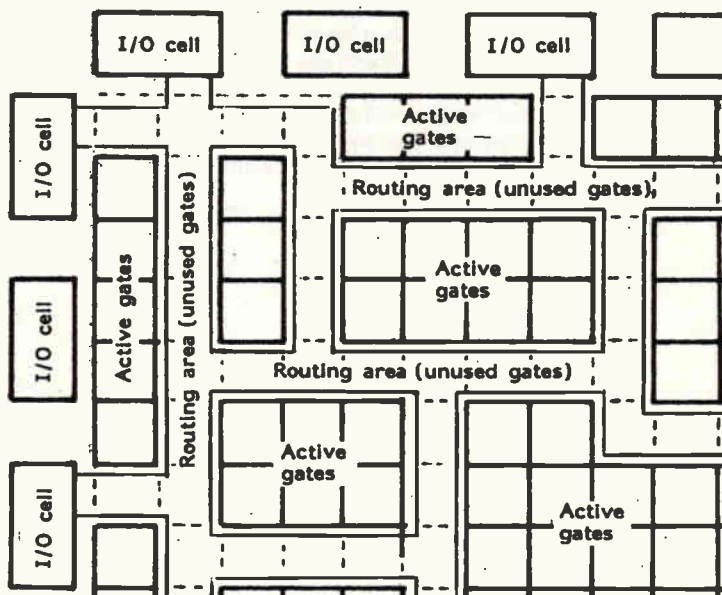 I/O cell
I/O cell
I/O cell
I/O cell
Active
gates
Routing area (unused gates)
Routing area (unused gates)
Active gates
Active
gates
I/O cell
Routing area (unused gates)
Active
gates
I/O cell
Active
gates